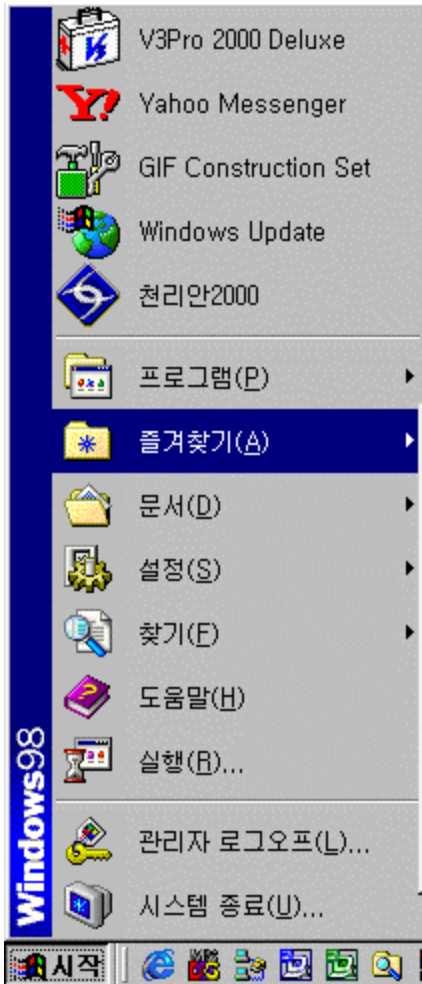 V3Pro 2000 Deluxe
Yahoo Messenger
GIF Construction Set
Windows Update
천리안2000
프로그램(P)
즐겨찾기(A)
문서(D)
설정(S)
찾기(F)
도움말(H)
실행(R)...
관리자 로그오프(L)...
시스템 종료(U)...
Windows98
시작